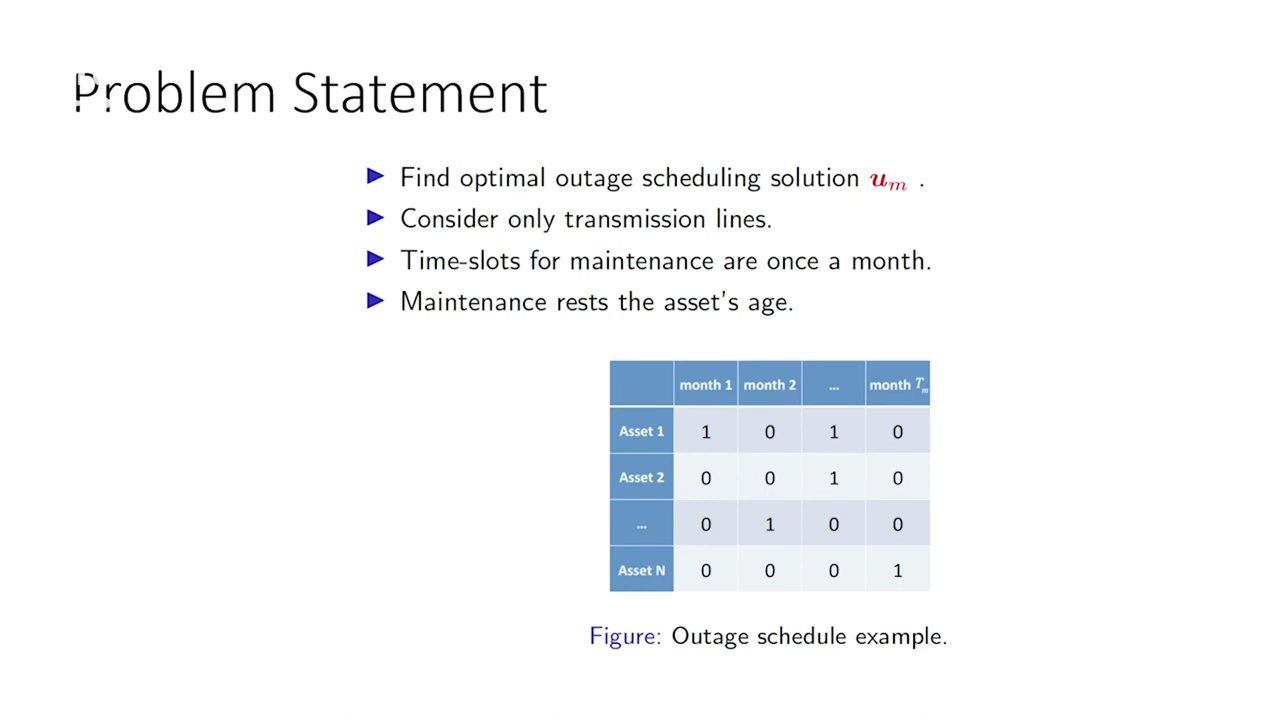 Problem Statement
▶ Find optimal outage scheduling solution u_m .
▶ Consider only transmission lines.
▶ Time-slots for maintenance are once a month.
▶ Maintenance rests the asset's age.
month 1 month 2 ... month T_m
Asset 1 1 0 1 0
Asset 2 0 0 1 0
... 0 1 0 0
Asset N 0 0 0 1
Figure: Outage schedule example.